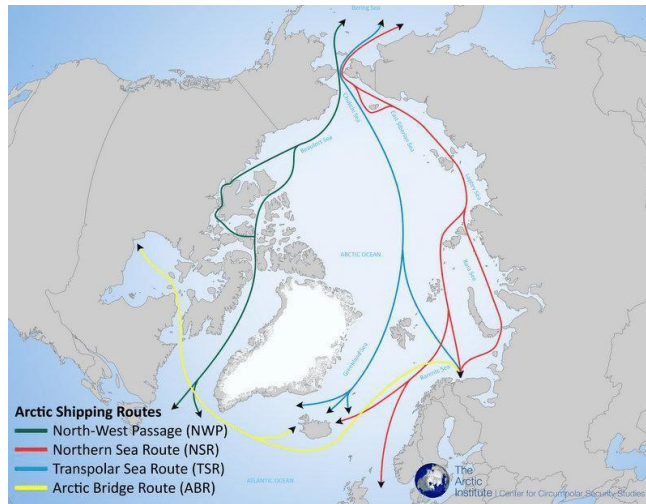 Bering Sea
Chukchi Sea
East Siberian Sea
Beaufort Sea
Laptev Sea
ARCTIC OCEAN
Kara Sea
Greenland Sea
Barents Sea
Arctic Shipping Routes
North-West Passage (NWP)
Northern Sea Route (NSR)
Transpolar Sea Route (TSR)
Arctic Bridge Route (ABR)
ATLANTIC OCEAN
The
Arctic
Institute | Center for Circumpolar Security Studies